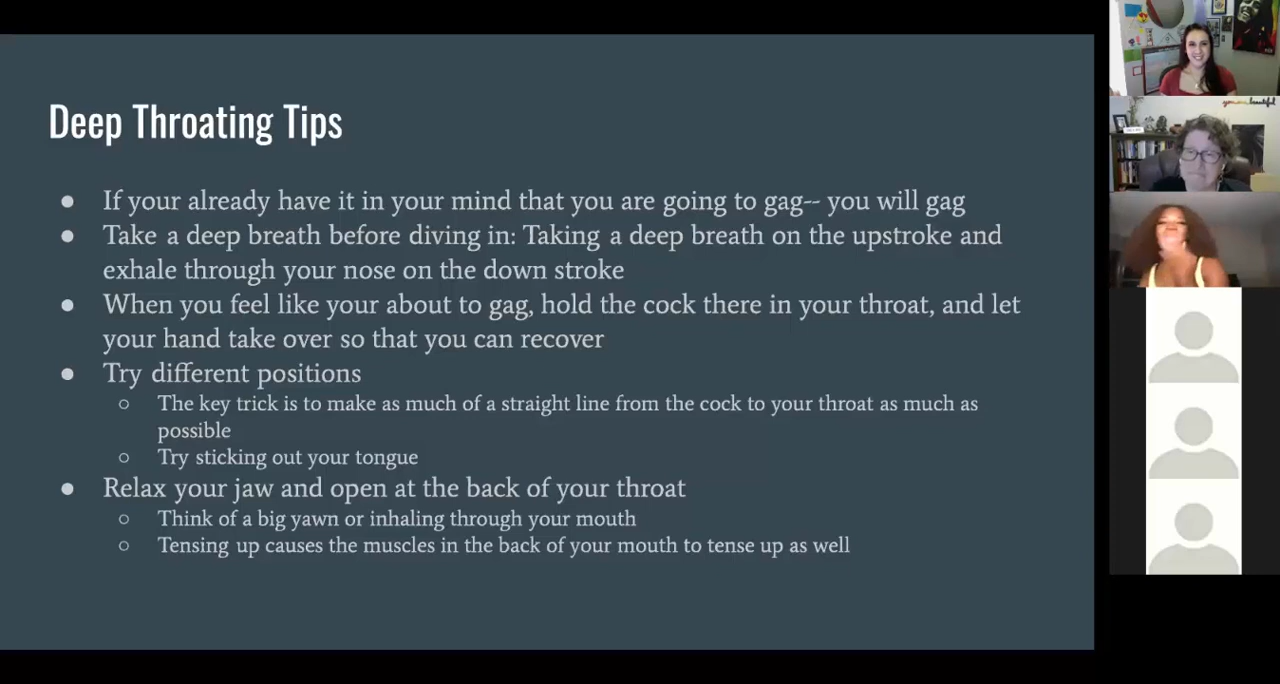 Deep Throating Tips
● If your already have it in your mind that you are going to gag-- you will gag
● Take a deep breath before diving in: Taking a deep breath on the upstroke and
exhale through your nose on the down stroke
● When you feel like your about to gag, hold the cock there in your throat, and let
your hand take over so that you can recover
● Try different positions
○ The key trick is to make as much of a straight line from the cock to your throat as much as
possible
○ Try sticking out your tongue
● Relax your jaw and open at the back of your throat
○ Think of a big yawn or inhaling through your mouth
○ Tensing up causes the muscles in the back of your mouth to tense up as well
beautiful